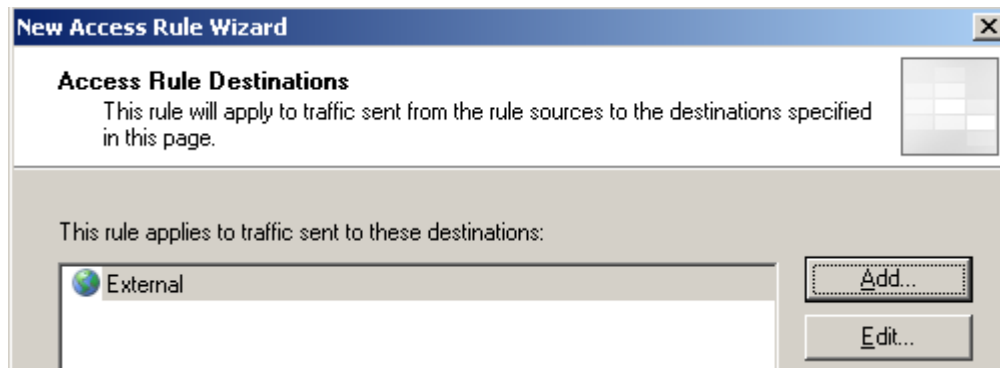 New Access Rule Wizard
Access Rule Destinations
This rule will apply to traffic sent from the rule sources to the destinations specified
in this page.
This rule applies to traffic sent to these destinations:
External
Add...
Edit...